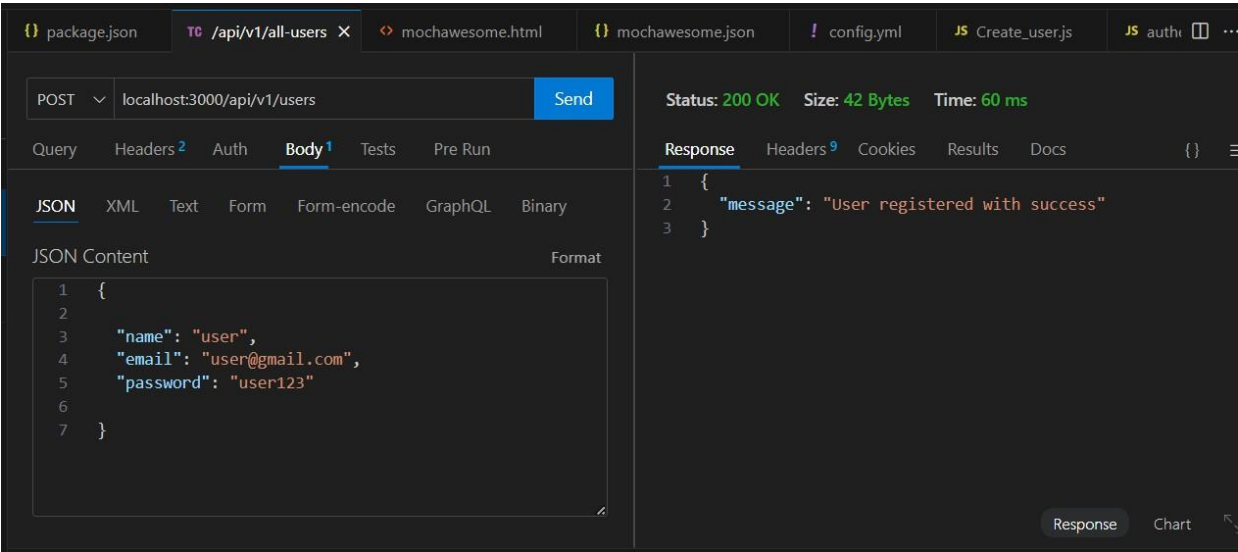 {} package.json TC /api/v1/all-users X <> mochawesome.html {} mochawesome.json ! config.yml JS Create_user.js JS authe ...
POST localhost:3000/api/v1/users Send
Query Headers 2 Auth Body 1 Tests Pre Run
JSON XML Text Form Form-encode GraphQL Binary
JSON Content Format
1 {
2
3 "name": "user",
4 "email": "user@gmail.com",
5 "password": "user123"
6
7 }
Status: 200 OK Size: 42 Bytes Time: 60 ms
Response Headers 9 Cookies Results Docs {}
1 {
2 "message": "User registered with success"
3 }
Response Chart